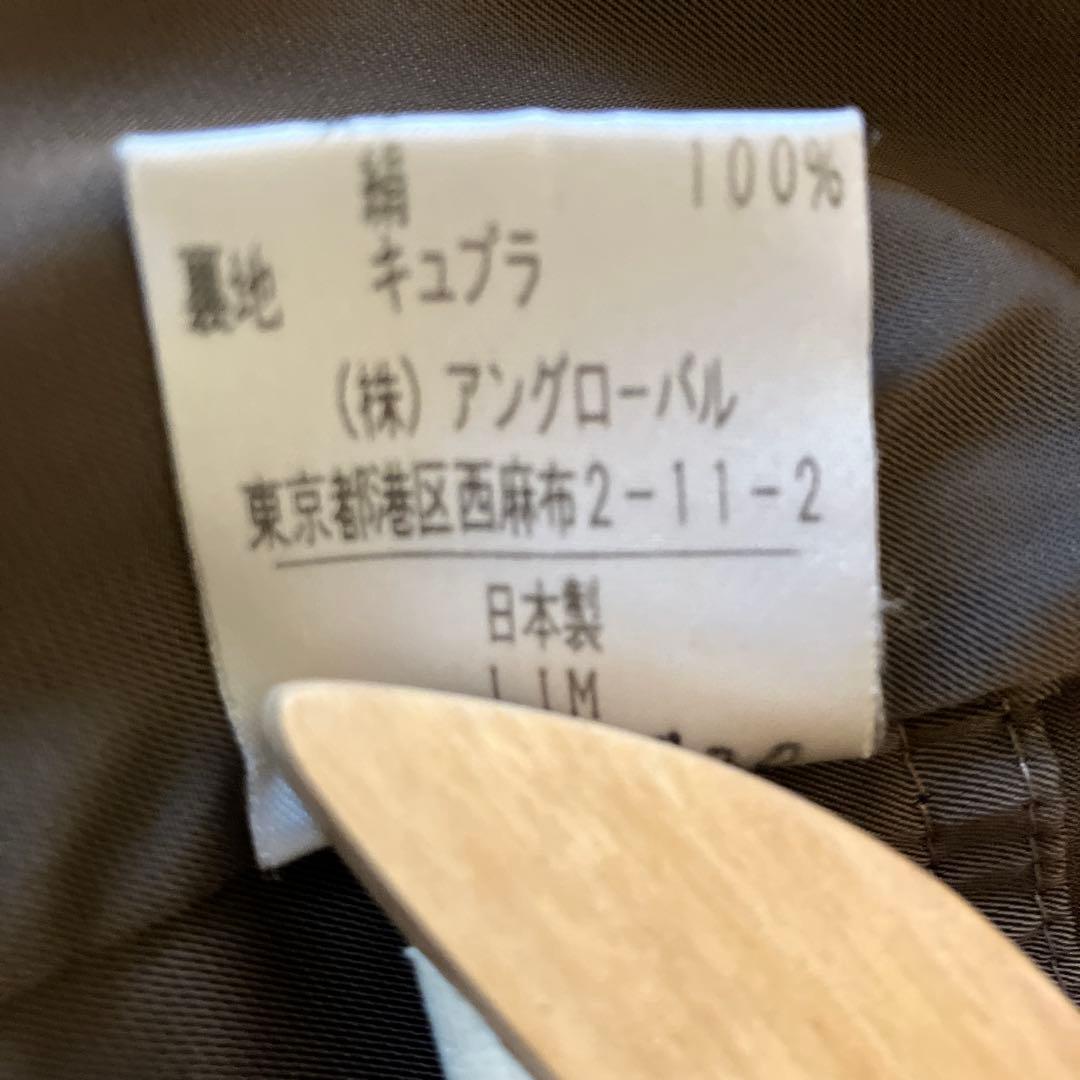 絹 100%
裏地 キュプラ
(株)アングローバル
東京都港区西麻布2-11-2
日本製